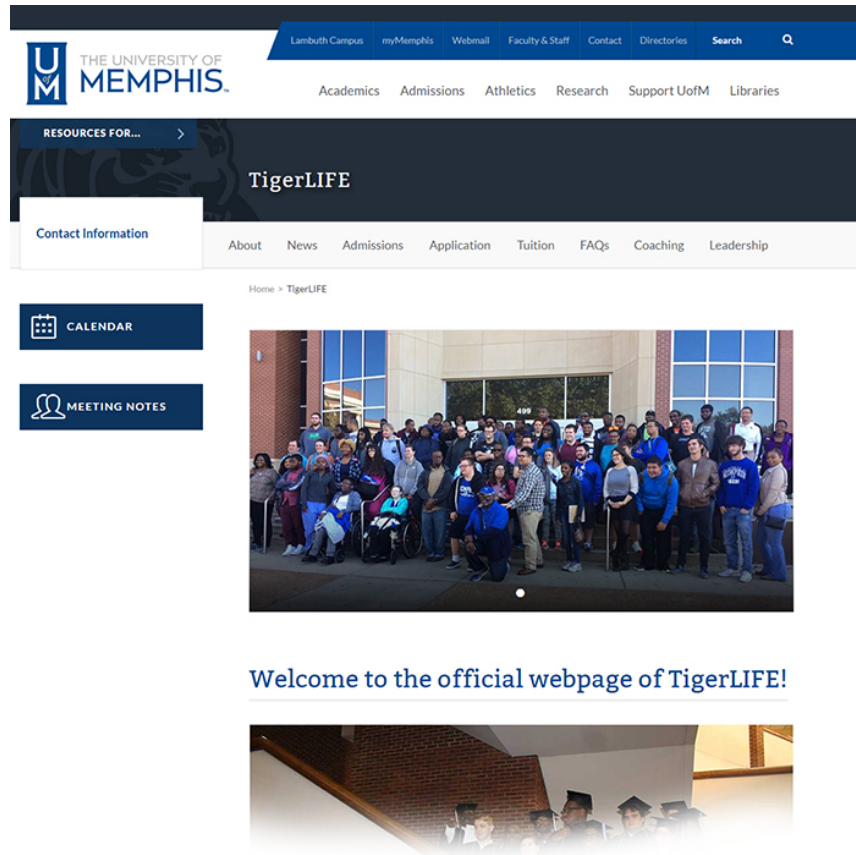 Lambuth Campus myMemphis Webmail Faculty & Staff Contact Directories Search
UofM
THE UNIVERSITY OF
MEMPHIS.
Academics Admissions Athletics Research Support UofM Libraries
RESOURCES FOR...
TigerLIFE
Contact Information
About News Admissions Application Tuition FAQs Coaching Leadership
Home > TigerLIFE
CALENDAR
MEETING NOTES
499
Welcome to the official webpage of TigerLIFE!